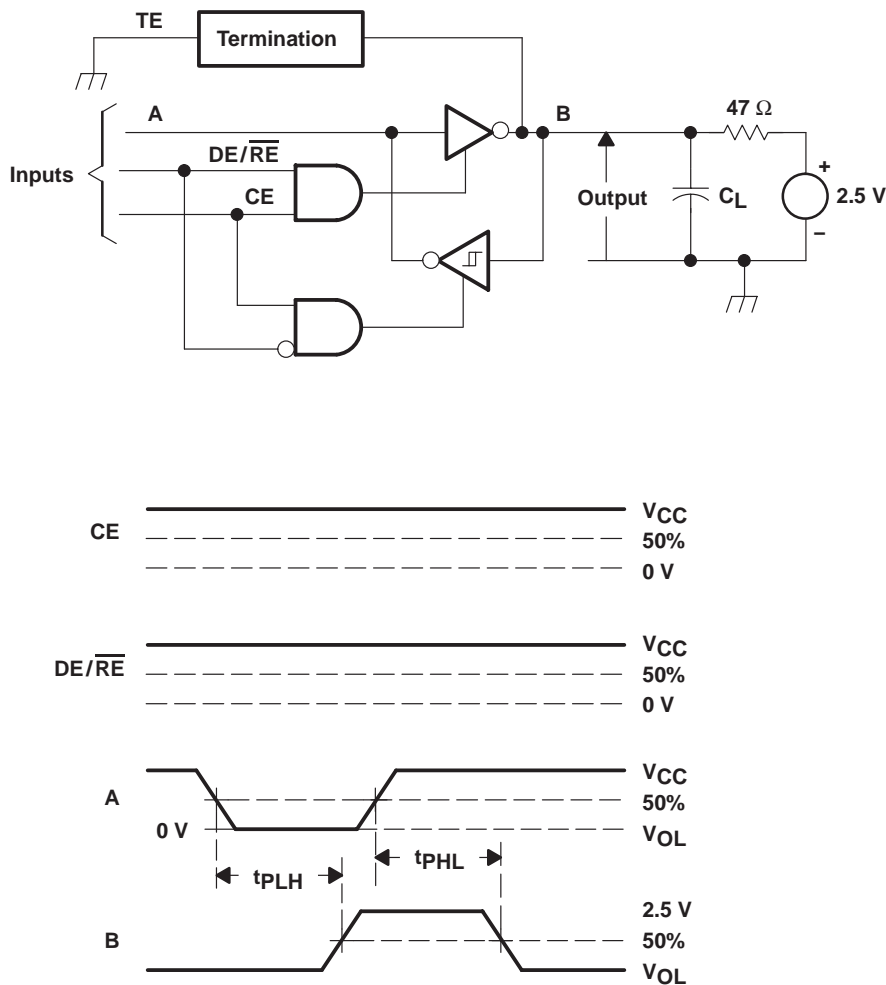 TE
Termination
A
B
47 Ω
DE/RE
Inputs
CE
Output
CL
+
2.5 V
–
CE
VCC
50%
0 V
DE/RE
VCC
50%
0 V
A
VCC
50%
0 V
VOL
tPLH
tPHL
B
2.5 V
50%
VOL